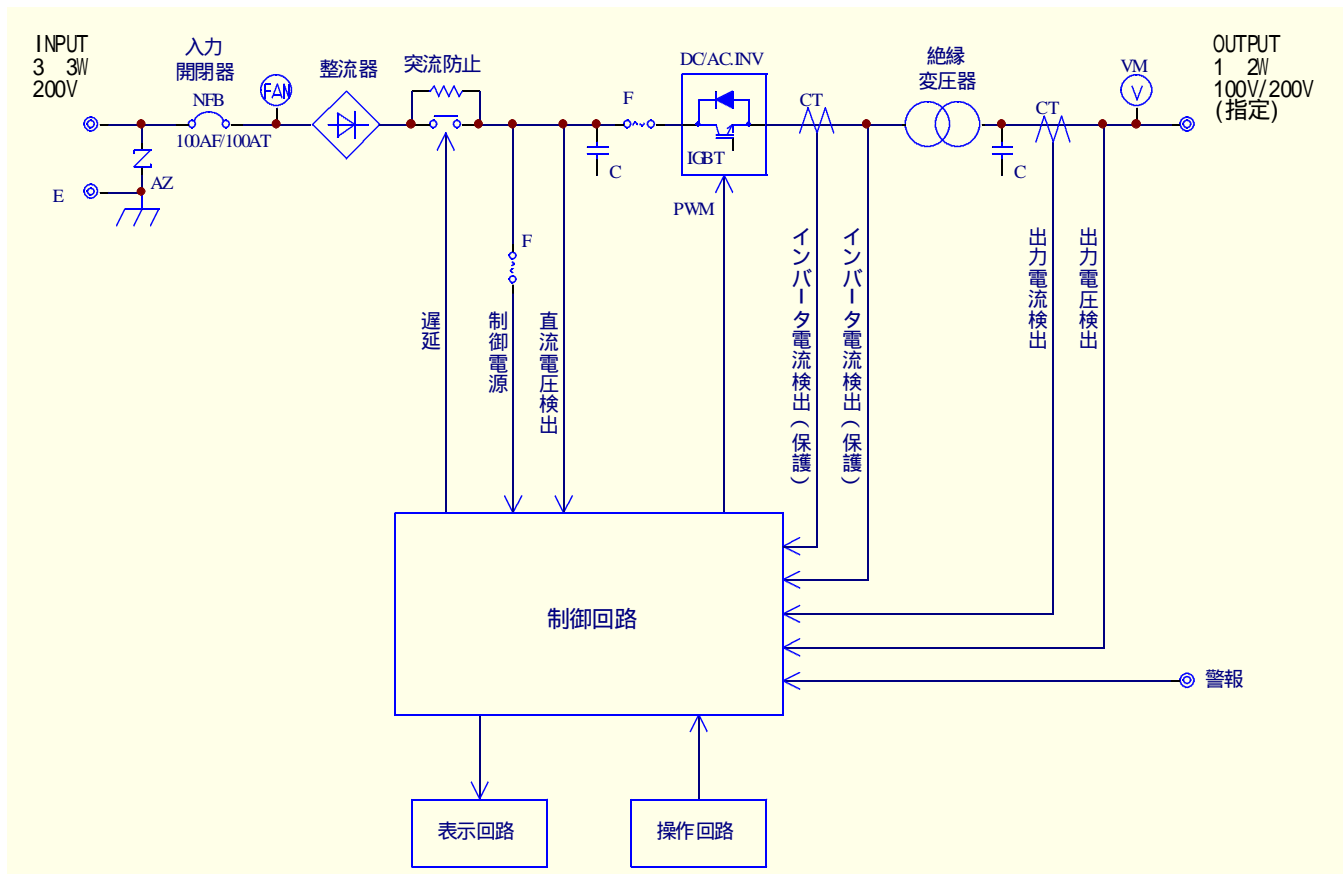 INPUT
3 3W
200V
入力
開閉器
NFB
100AF/100AT
FAN
整流器
突流防止
F
C
DC/AC.INV
IGBT
PWM
CT
絶縁
変圧器
C
CT
VM
V
OUTPUT
1 2W
100V/200V
(指定)
AZ
E
F
遅延
制御電源
直流電圧検出
インバータ電流検出(保護)
インバータ電流検出(保護)
出力電流検出
出力電圧検出
制御回路
警報
表示回路
操作回路